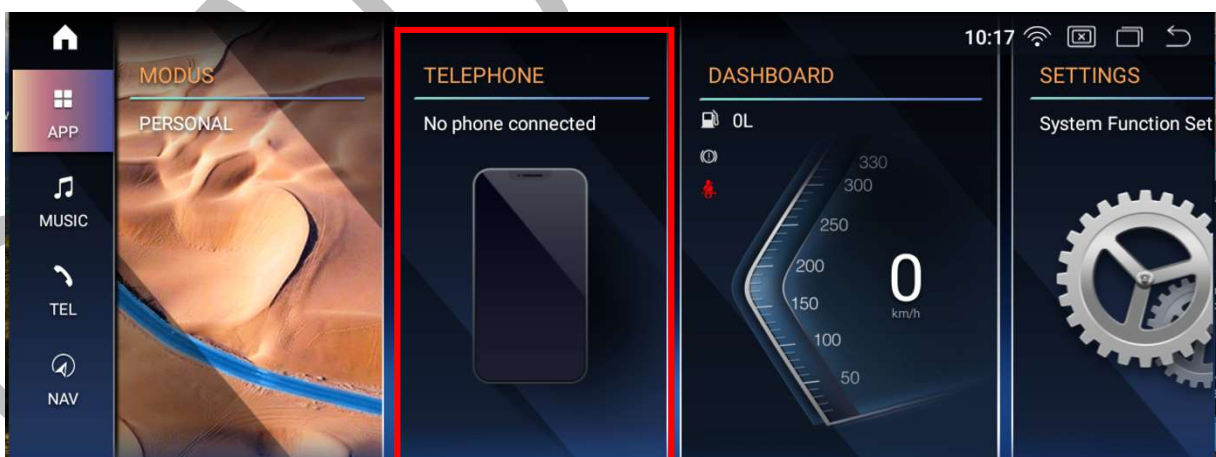 10:17
APP
MUSIC
TEL
NAV
MODUS
PERSONAL
TELEPHONE
No phone connected
DASHBOARD
0L
330
300
250
200
150
100
50
0
km/h
SETTINGS
System Function Set